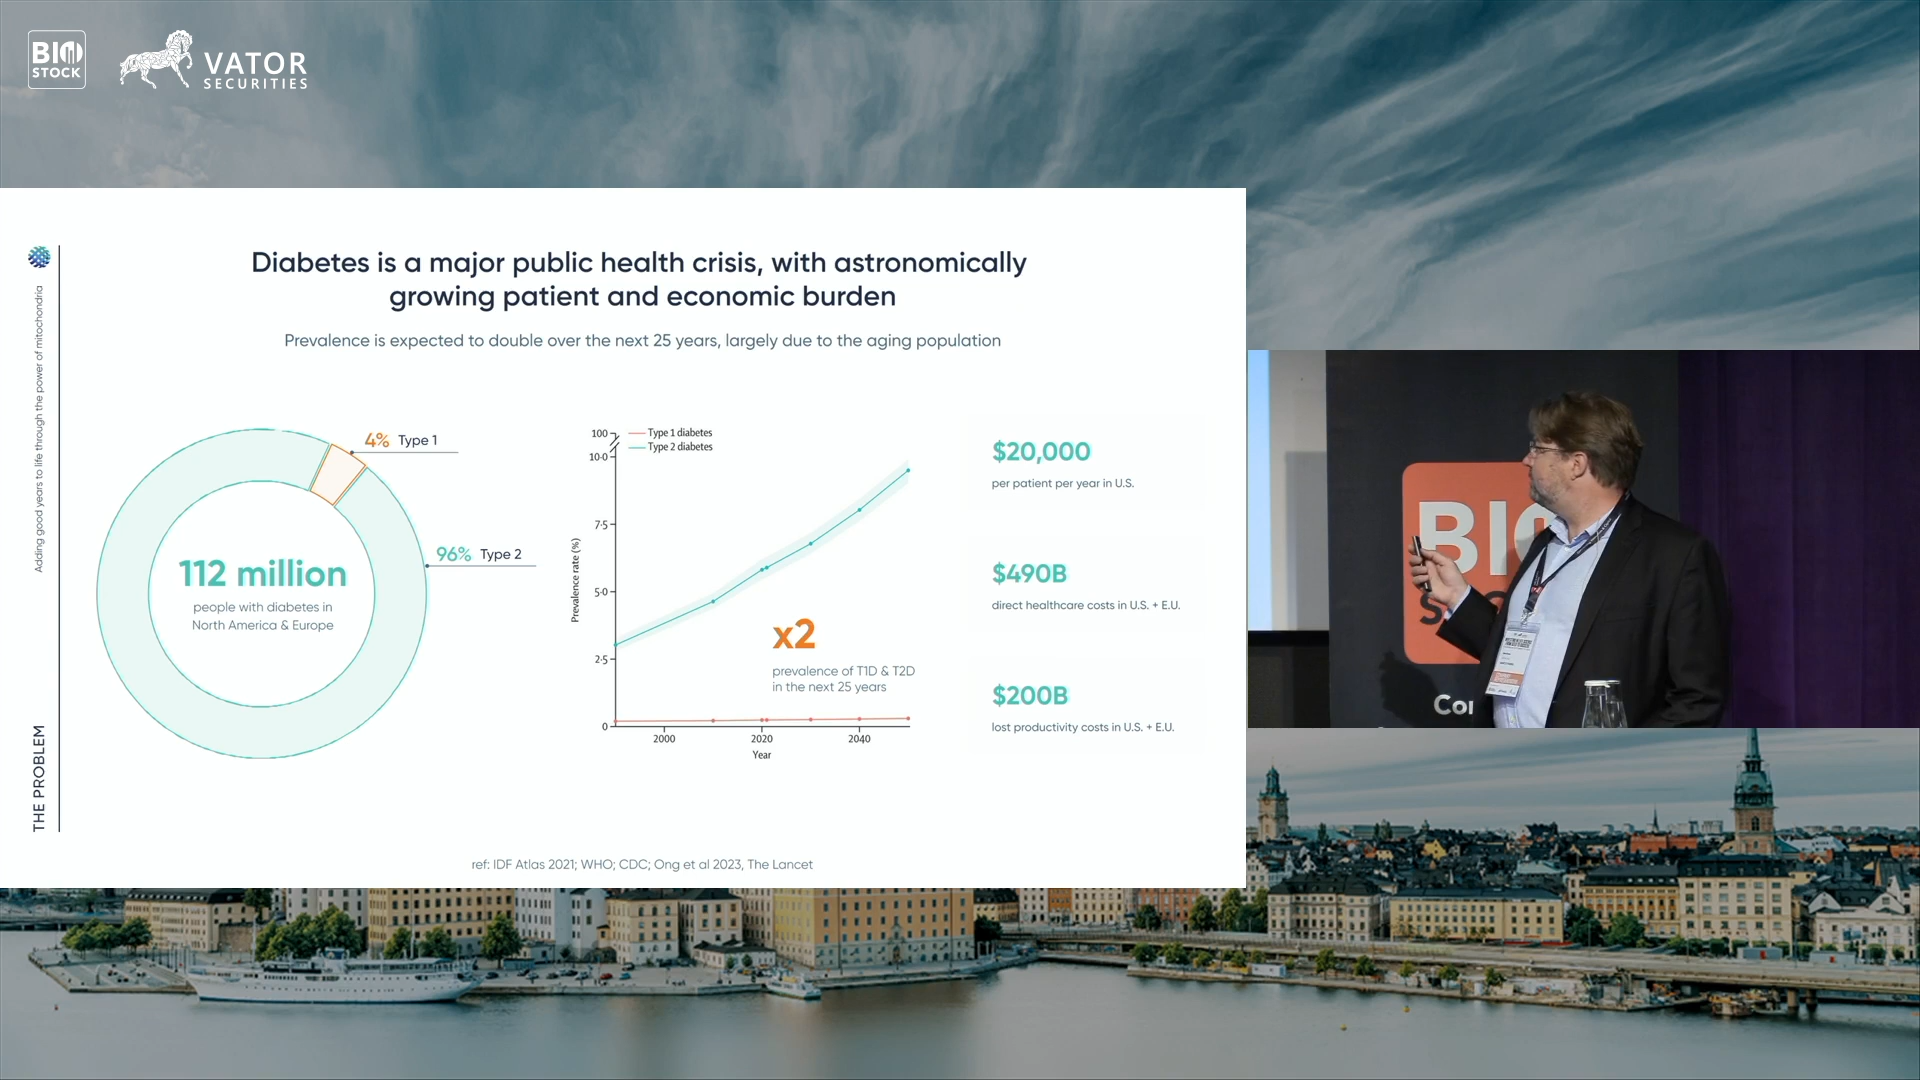 BIO
STOCK
VATOR
SECURITIES
Adding good years to life through the power of mitochondria
THE PROBLEM
Diabetes is a major public health crisis, with astronomically
growing patient and economic burden
Prevalence is expected to double over the next 25 years, largely due to the aging population
4% Type 1
96% Type 2
112 million
people with diabetes in
North America & Europe
Type 1 diabetes
Type 2 diabetes
Prevalence rate (%)
100
10·0
7·5
5·0
2·5
0
2000
2020
2040
Year
x2
prevalence of T1D & T2D
in the next 25 years
$20,000
per patient per year in U.S.
$490B
direct healthcare costs in U.S. + E.U.
$200B
lost productivity costs in U.S. + E.U.
ref: IDF Atlas 2021; WHO; CDC; Ong et al 2023, The Lancet
BIO
S
Co